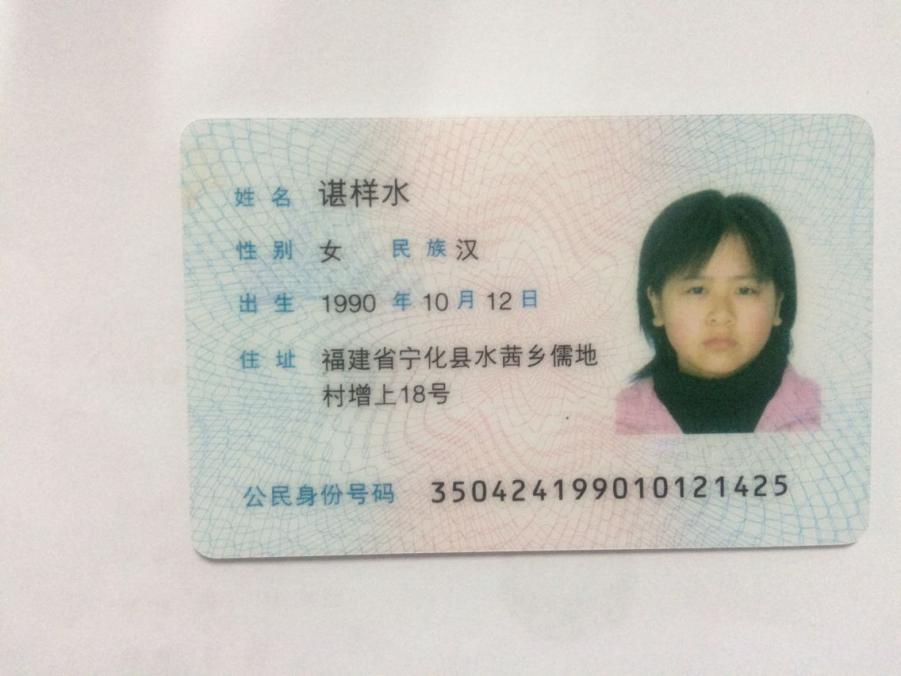 姓名 谌样水
性别 女 民族 汉
出生 1990 年 10 月 12 日
住址 福建省宁化县水茜乡儒地
村增上18号
公民身份号码 350424199010121425